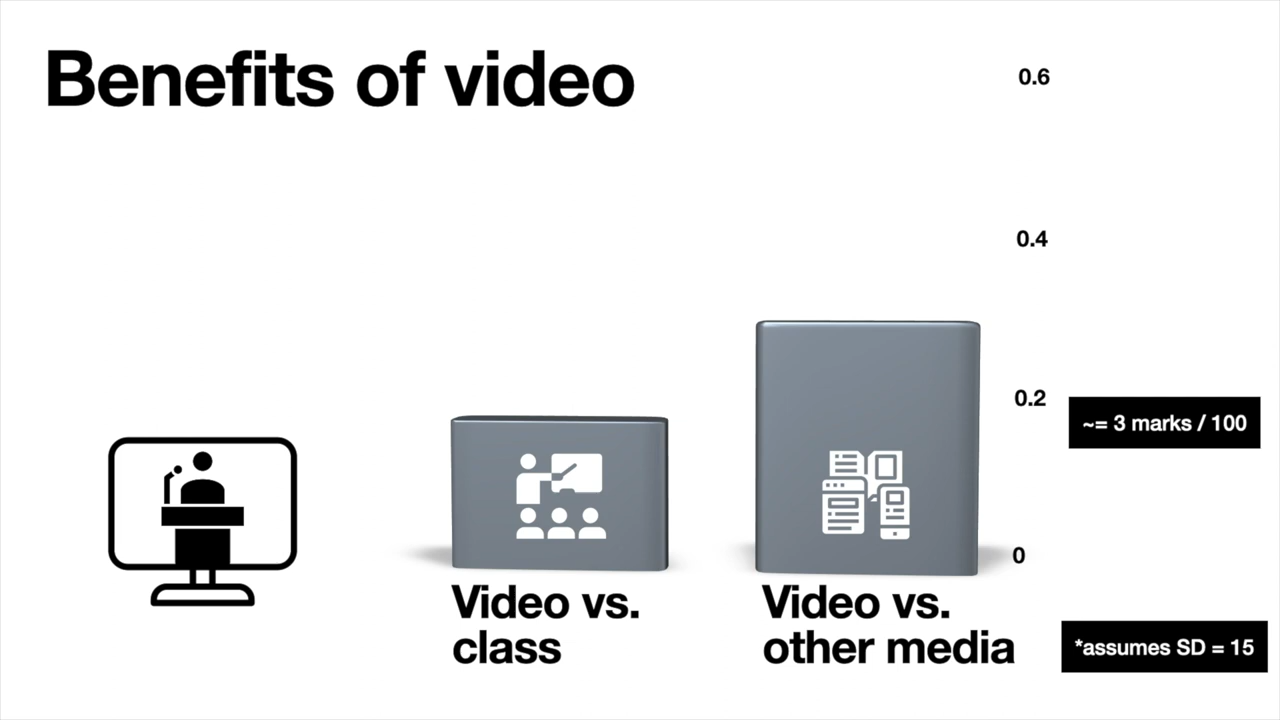 Benefits of video
0.6
0.4
0.2
~= 3 marks / 100
0
Video vs.
class
Video vs.
other media
*assumes SD = 15